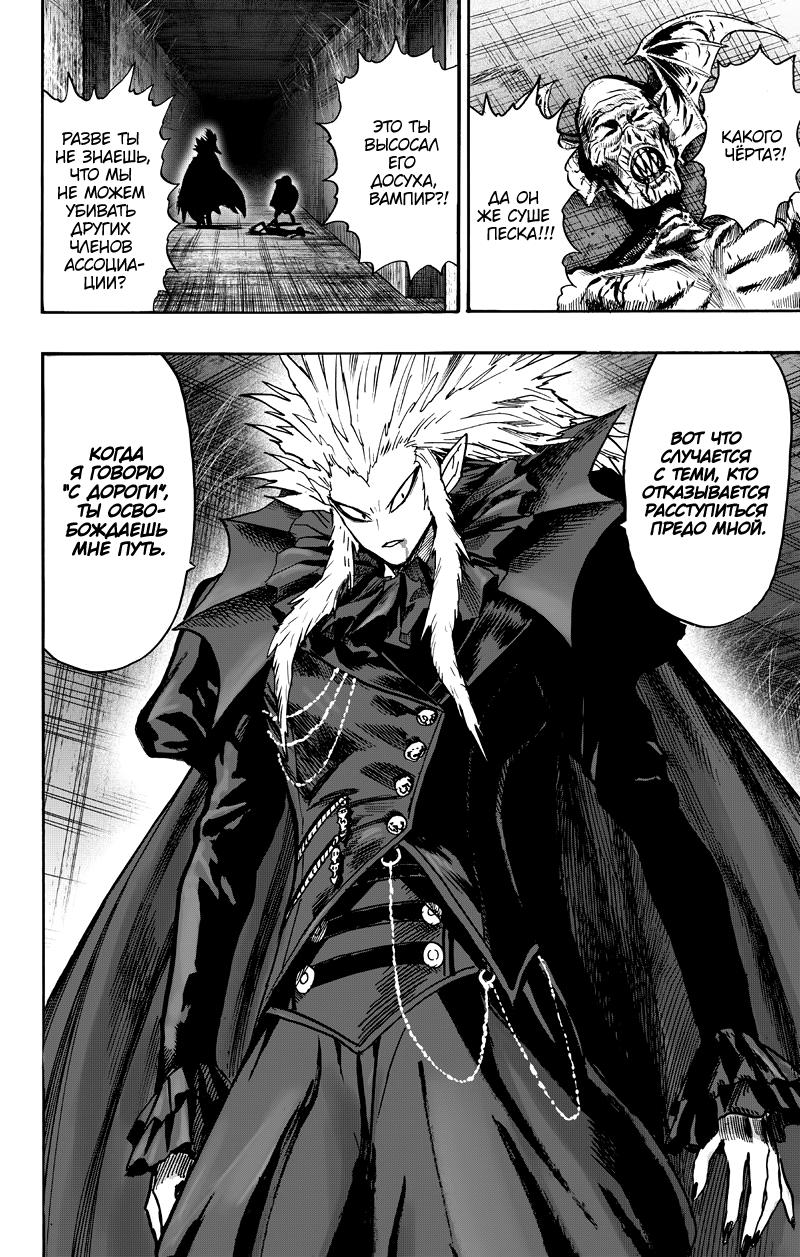 КАКОГО
ЧЁРТА?!
ДА ОН
ЖЕ СУШЕ
ПЕСКА!!!
ЭТО ТЫ
ВЫСОСАЛ
ЕГО
ДОСУХА,
ВАМПИР?!
РАЗВЕ ТЫ
НЕ ЗНАЕШЬ,
ЧТО МЫ
НЕ МОЖЕМ
УБИВАТЬ
ДРУГИХ
ЧЛЕНОВ
АССОЦИА-
ЦИИ?
ВОТ ЧТО
СЛУЧАЕТСЯ
С ТЕМИ, КТО
ОТКАЗЫВАЕТСЯ
РАССТУПИТЬСЯ
ПРЕДО МНОЙ.
КОГДА
Я ГОВОРЮ
"С ДОРОГИ",
ТЫ ОСВО-
БОЖДАЕШЬ
МНЕ ПУТЬ.